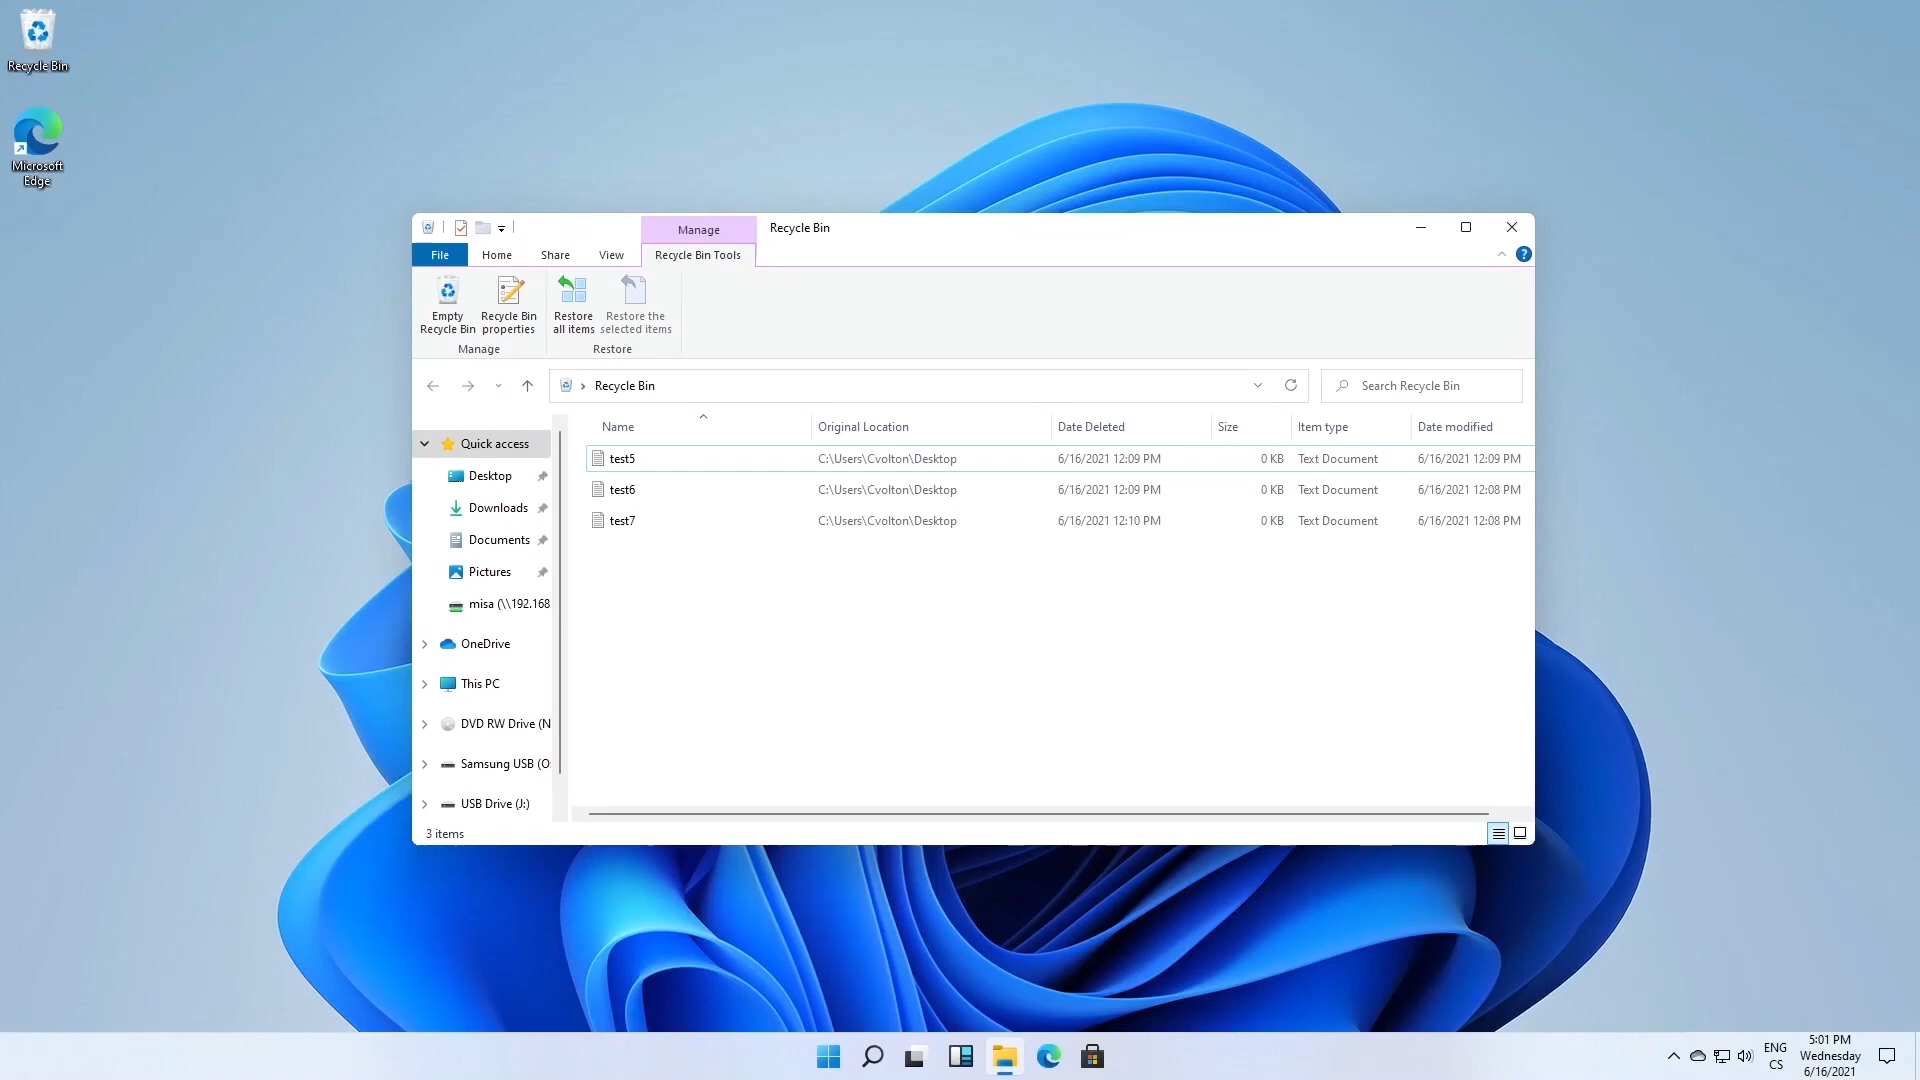 Recycle Bin
Microsoft
Edge
Manage
Recycle Bin
File
Home
Share
View
Recycle Bin Tools
?
Empty
Recycle Bin
Recycle Bin
properties
Restore
all items
Restore the
selected items
Manage
Restore
Recycle Bin
Search Recycle Bin
Name
Original Location
Date Deleted
Size
Item type
Date modified
test5
C:\Users\Cvolton\Desktop
6/16/2021 12:09 PM
0 KB
Text Document
6/16/2021 12:09 PM
test6
C:\Users\Cvolton\Desktop
6/16/2021 12:09 PM
0 KB
Text Document
6/16/2021 12:08 PM
test7
C:\Users\Cvolton\Desktop
6/16/2021 12:10 PM
0 KB
Text Document
6/16/2021 12:08 PM
Quick access
Desktop
Downloads
Documents
Pictures
misa (\\192.168
OneDrive
This PC
DVD RW Drive (N
Samsung USB (O:
USB Drive (J:)
3 items
ENG
CS
5:01 PM
Wednesday
6/16/2021